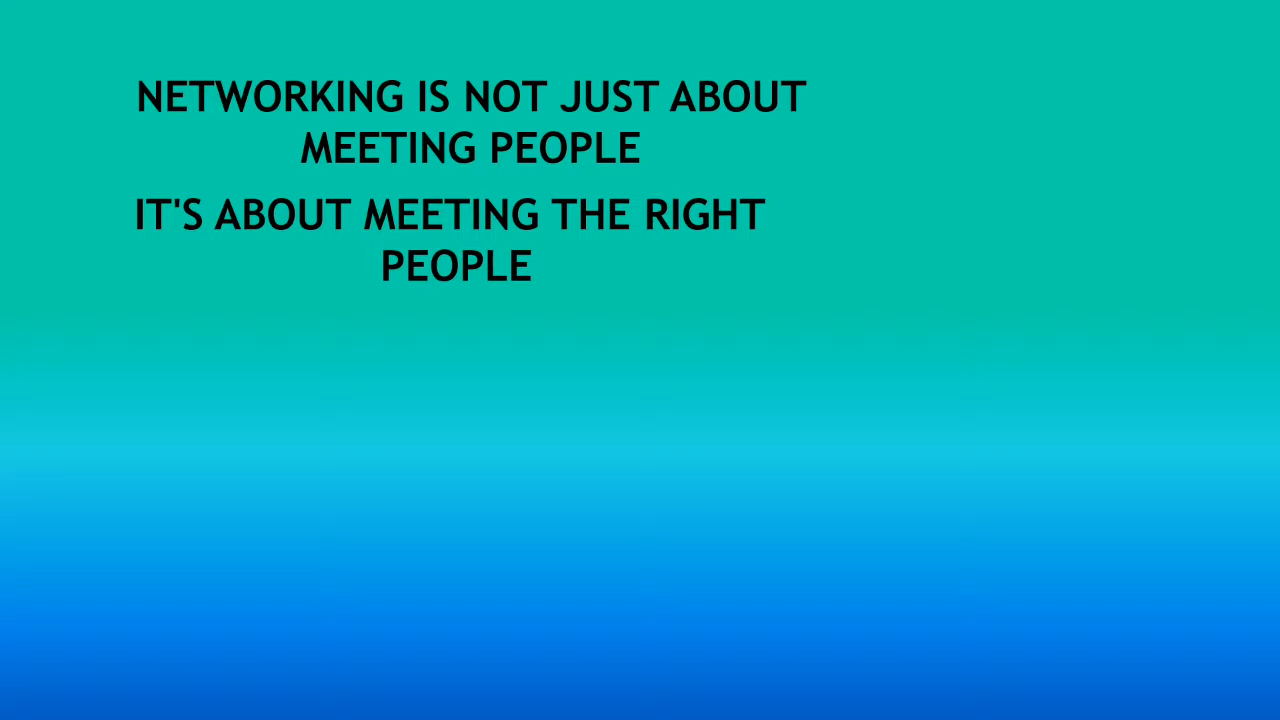 NETWORKING IS NOT JUST ABOUT
MEETING PEOPLE
IT'S ABOUT MEETING THE RIGHT
PEOPLE